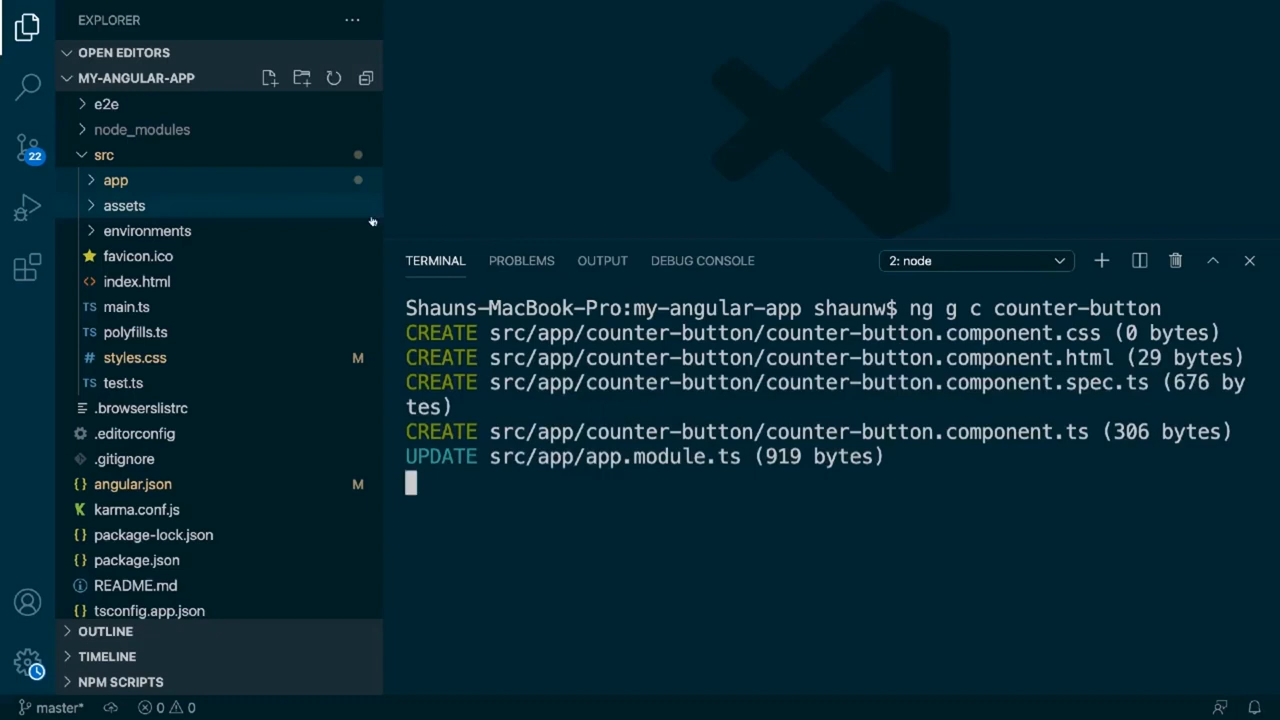 EXPLORER
OPEN EDITORS
MY-ANGULAR-APP
e2e
node_modules
src
app
assets
environments
favicon.ico
index.html
main.ts
polyfills.ts
styles.css M
test.ts
.browserslistrc
.editorconfig
.gitignore
angular.json M
karma.conf.js
package-lock.json
package.json
README.md
tsconfig.app.json
OUTLINE
TIMELINE
NPM SCRIPTS
22
TERMINAL PROBLEMS OUTPUT DEBUG CONSOLE 2: node
Shauns-MacBook-Pro:my-angular-app shaunw$ ng g c counter-button
CREATE src/app/counter-button/counter-button.component.css (0 bytes)
CREATE src/app/counter-button/counter-button.component.html (29 bytes)
CREATE src/app/counter-button/counter-button.component.spec.ts (676 by
tes)
CREATE src/app/counter-button/counter-button.component.ts (306 bytes)
UPDATE src/app/app.module.ts (919 bytes)
master* 0 0